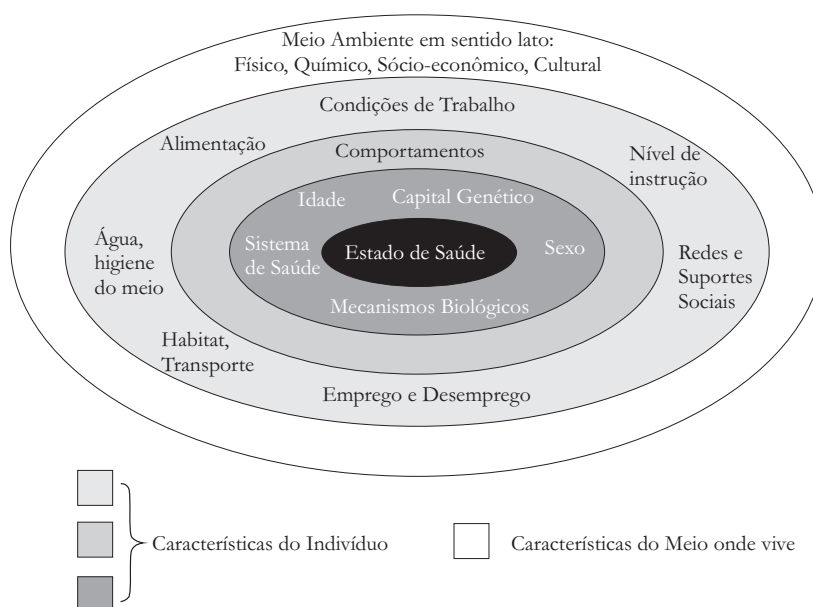 Meio Ambiente em sentido lato:
Físico, Químico, Sócio-econômico, Cultural
Condições de Trabalho
Alimentação
Comportamentos
Nível de
instrução
Idade
Capital Genético
Água,
higiene
do meio
Sistema
de Saúde
Estado de Saúde
Sexo
Redes e
Suportes
Sociais
Mecanismos Biológicos
Habitat,
Transporte
Emprego e Desemprego
Características do Indivíduo
Características do Meio onde vive